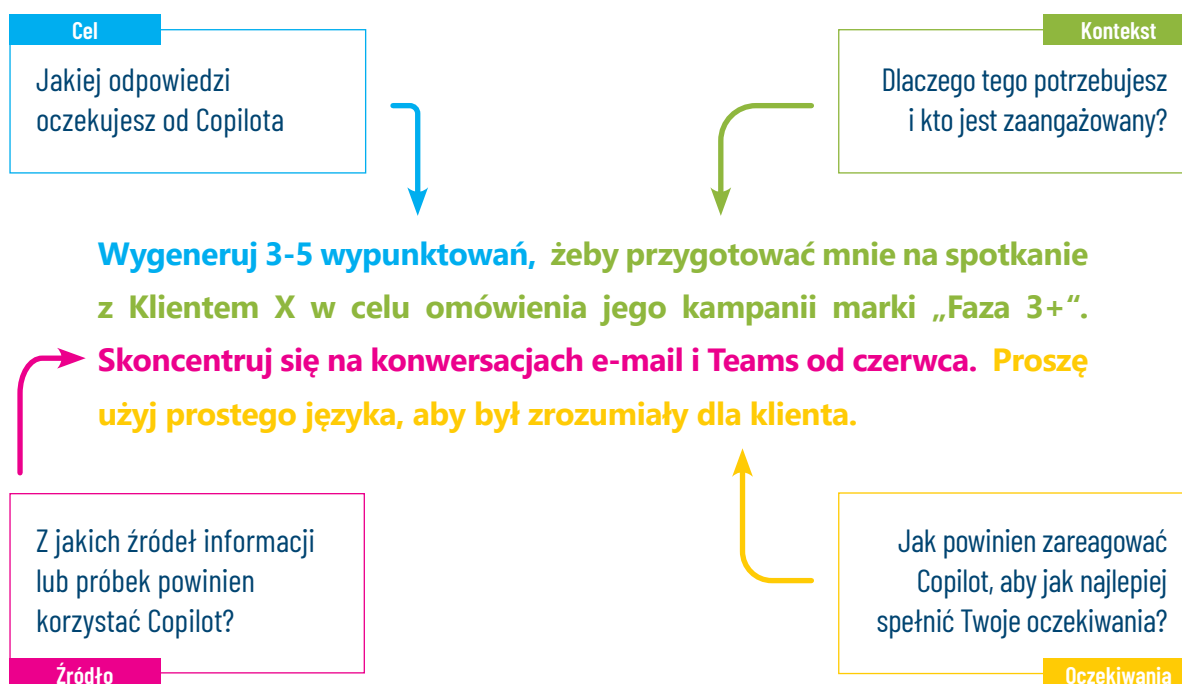 Cel
Jakiej odpowiedzi
oczekujesz od Copilota
Kontekst
Dlaczego tego potrzebujesz
i kto jest zaangażowany?
Wygeneruj 3-5 wypunktowań, żeby przygotować mnie na spotkanie
z Klientem X w celu omówienia jego kampanii marki „Faza 3+“.
Skoncentruj się na konwersacjach e-mail i Teams od czerwca. Proszę
użyj prostego języka, aby był zrozumiały dla klienta.
Z jakich źródeł informacji
lub próbek powinien
korzystać Copilot?
Źródło
Jak powinien zareagować
Copilot, aby jak najlepiej
spełnić Twoje oczekiwania?
Oczekiwania